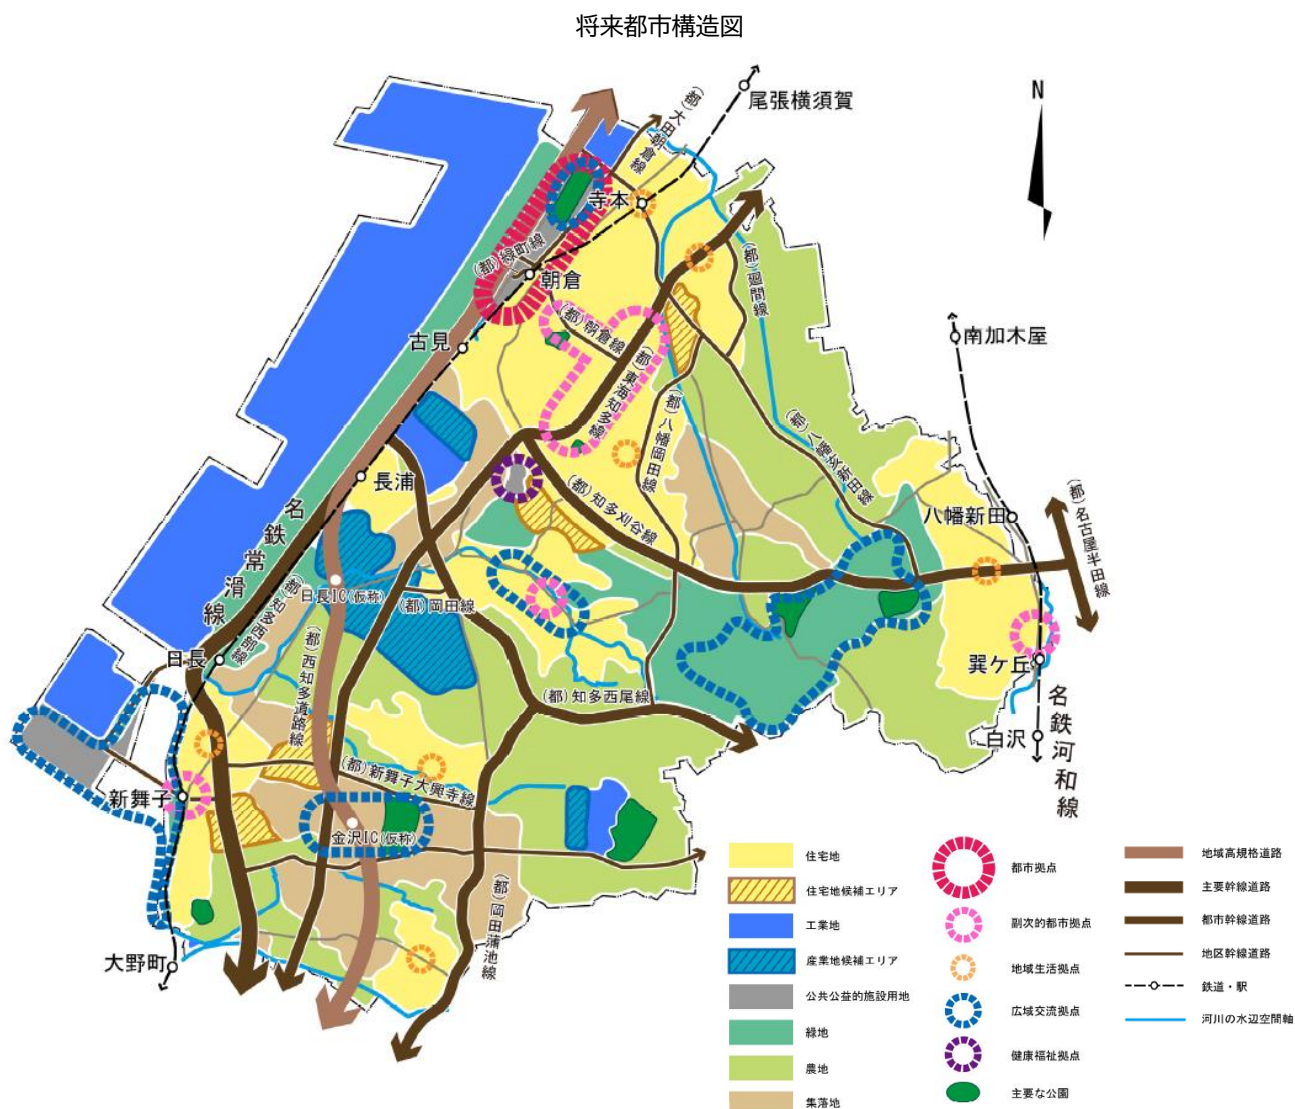 将来都市構造図
尾張横須賀
N
(都)大田朝倉線
寺本
(都)緑町線
朝倉
(都)廻間線
古見
(都)朝倉線
(都)東海知多線
南加木屋
(都)八幡岡田線
(都)八幡亥新田線
長浦
(都)知多刈谷線
八幡新田
(都)名古屋半田線
名鉄常滑線
日長IC(仮称)
(都)岡田線
(都)知多西部線
日長
(都)西知多道路線
(都)知多西尾線
巽ケ丘
名鉄河和線
白沢
新舞子
(都)新舞子大興寺線
金沢IC(仮称)
(都)岡田蒲池線
大野町
住宅地
住宅地候補エリア
工業地
産業地候補エリア
公共公益的施設用地
緑地
農地
集落地
都市拠点
副次的都市拠点
地域生活拠点
広域交流拠点
健康福祉拠点
主要な公園
地域高規格道路
主要幹線道路
都市幹線道路
地区幹線道路
鉄道・駅
河川の水辺空間軸